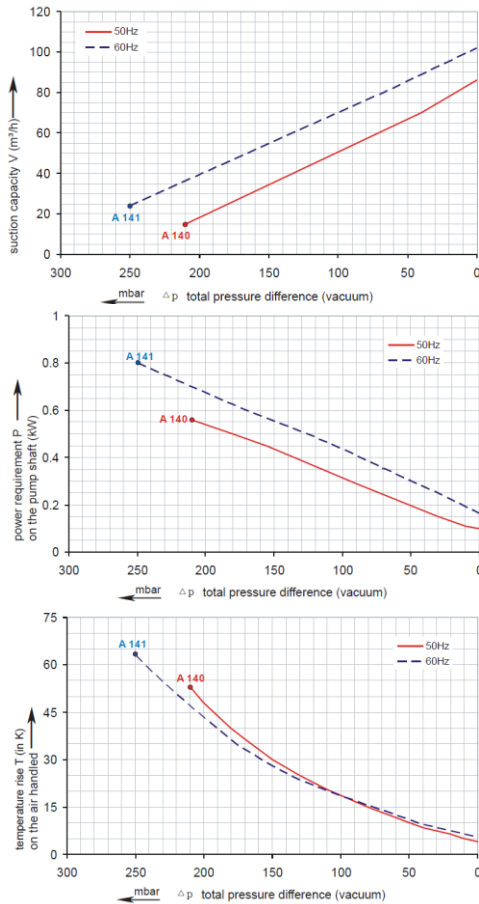 120
100
80
60
40
20
0
suction capacity V (m³/h)
50Hz
60Hz
A 141
A 140
300 250 200 150 100 50 0
mbar △p total pressure difference (vacuum)
1
0.8
0.6
0.4
0.2
0
power requirement P
on the pump shaft (kW)
50Hz
60Hz
A 141
A 140
300 250 200 150 100 50 0
mbar △p total pressure difference (vacuum)
75
60
45
30
15
0
temperature rise T (in K)
on the air handled
50Hz
60Hz
A 141
A 140
300 250 200 150 100 50 0
mbar △p total pressure difference (vacuum)